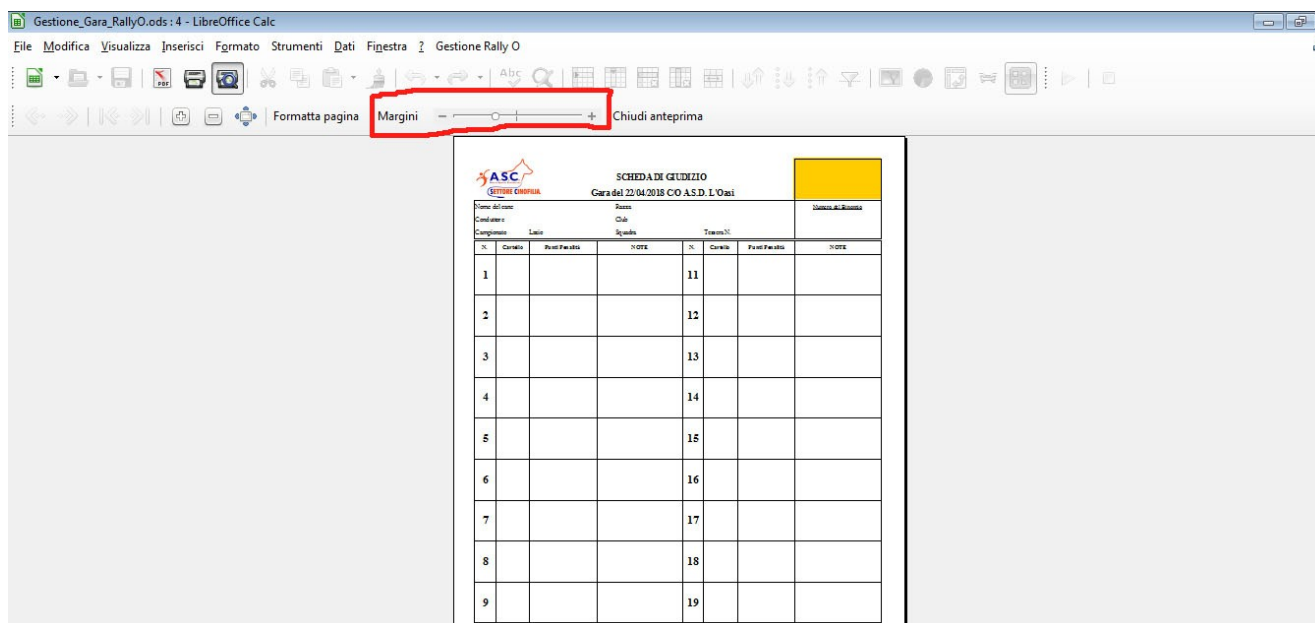 Gestione_Gara_RallyO.ods : 4 - LibreOffice Calc
File Modifica Visualizza Inserisci Formato Strumenti Dati Finestra ? Gestione Rally O
PDF Abc
Formatta pagina Margini − + Chiudi anteprima
ASC
SETTORE CINOFILIA
SCHEDA DI GIUDIZIO
Gara del 22/04/2018 C/O A.S.D. L'Oasi
Nome del cane Razza Numero del Binomio
Conduttore Club
Campionato Lazio Squadra Tessera N.
N. Cartello Punti Penalità NOTE N. Cartello Punti Penalità NOTE
1 11
2 12
3 13
4 14
5 15
6 16
7 17
8 18
9 19